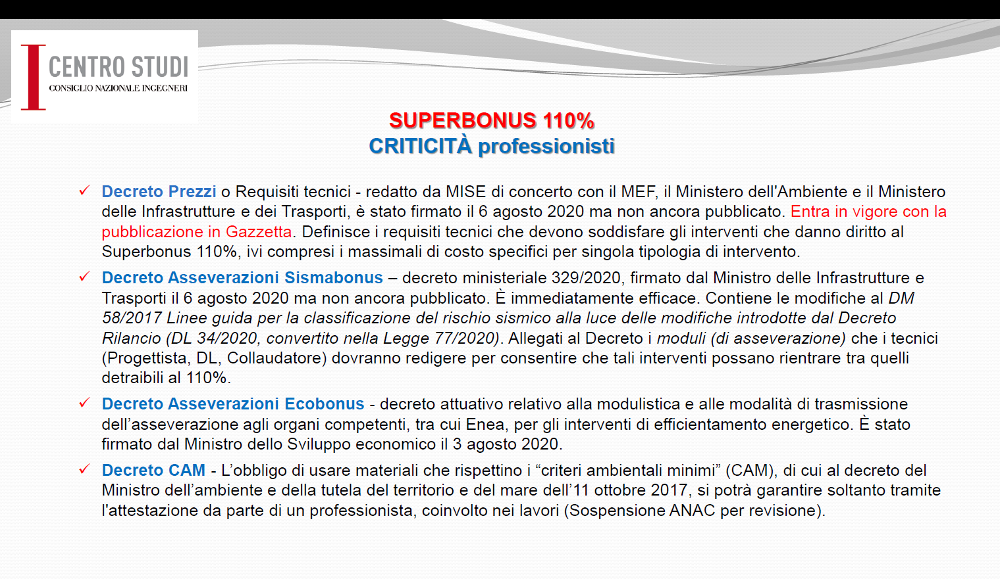 CENTRO STUDI
CONSIGLIO NAZIONALE INGEGNERI
SUPERBONUS 110%
CRITICITÀ professionisti
✓ Decreto Prezzi o Requisiti tecnici - redatto da MISE di concerto con il MEF, il Ministero dell'Ambiente e il Ministero
delle Infrastrutture e dei Trasporti, è stato firmato il 6 agosto 2020 ma non ancora pubblicato. Entra in vigore con la
pubblicazione in Gazzetta. Definisce i requisiti tecnici che devono soddisfare gli interventi che danno diritto al
Superbonus 110%, ivi compresi i massimali di costo specifici per singola tipologia di intervento.
✓ Decreto Asseverazioni Sismabonus – decreto ministeriale 329/2020, firmato dal Ministro delle Infrastrutture e
Trasporti il 6 agosto 2020 ma non ancora pubblicato. È immediatamente efficace. Contiene le modifiche al DM
58/2017 Linee guida per la classificazione del rischio sismico alla luce delle modifiche introdotte dal Decreto
Rilancio (DL 34/2020, convertito nella Legge 77/2020). Allegati al Decreto i moduli (di asseverazione) che i tecnici
(Progettista, DL, Collaudatore) dovranno redigere per consentire che tali interventi possano rientrare tra quelli
detraibili al 110%.
✓ Decreto Asseverazioni Ecobonus - decreto attuativo relativo alla modulistica e alle modalità di trasmissione
dell’asseverazione agli organi competenti, tra cui Enea, per gli interventi di efficientamento energetico. È stato
firmato dal Ministro dello Sviluppo economico il 3 agosto 2020.
✓ Decreto CAM - L’obbligo di usare materiali che rispettino i “criteri ambientali minimi” (CAM), di cui al decreto del
Ministro dell’ambiente e della tutela del territorio e del mare dell’11 ottobre 2017, si potrà garantire soltanto tramite
l'attestazione da parte di un professionista, coinvolto nei lavori (Sospensione ANAC per revisione).